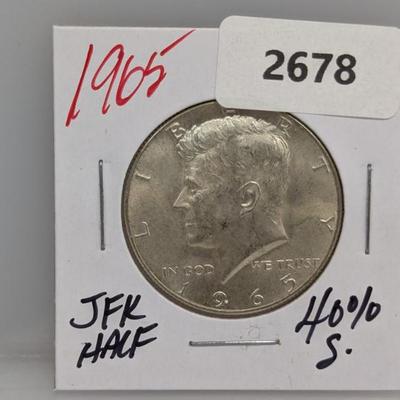 1965
2678
LIBERTY
IN GOD WE TRUST
1965
JFK
HALF
40%
S.